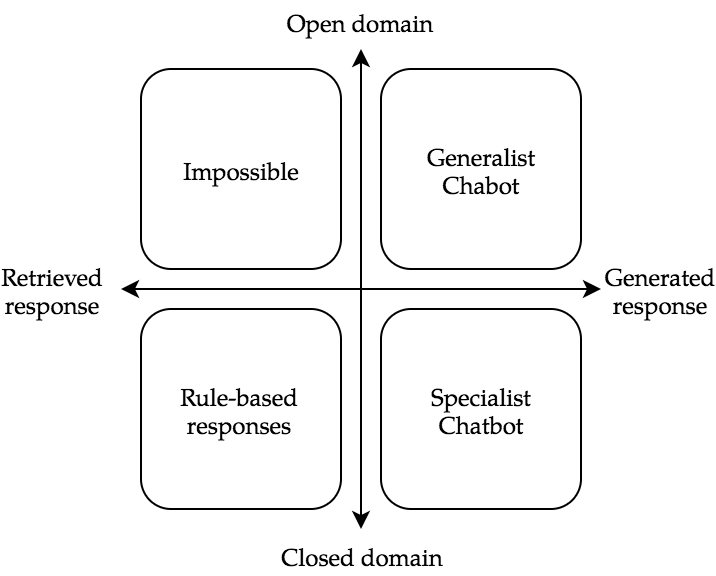 Open domain
Impossible
Generalist
Chabot
Retrieved
response
Generated
response
Rule-based
responses
Specialist
Chatbot
Closed domain